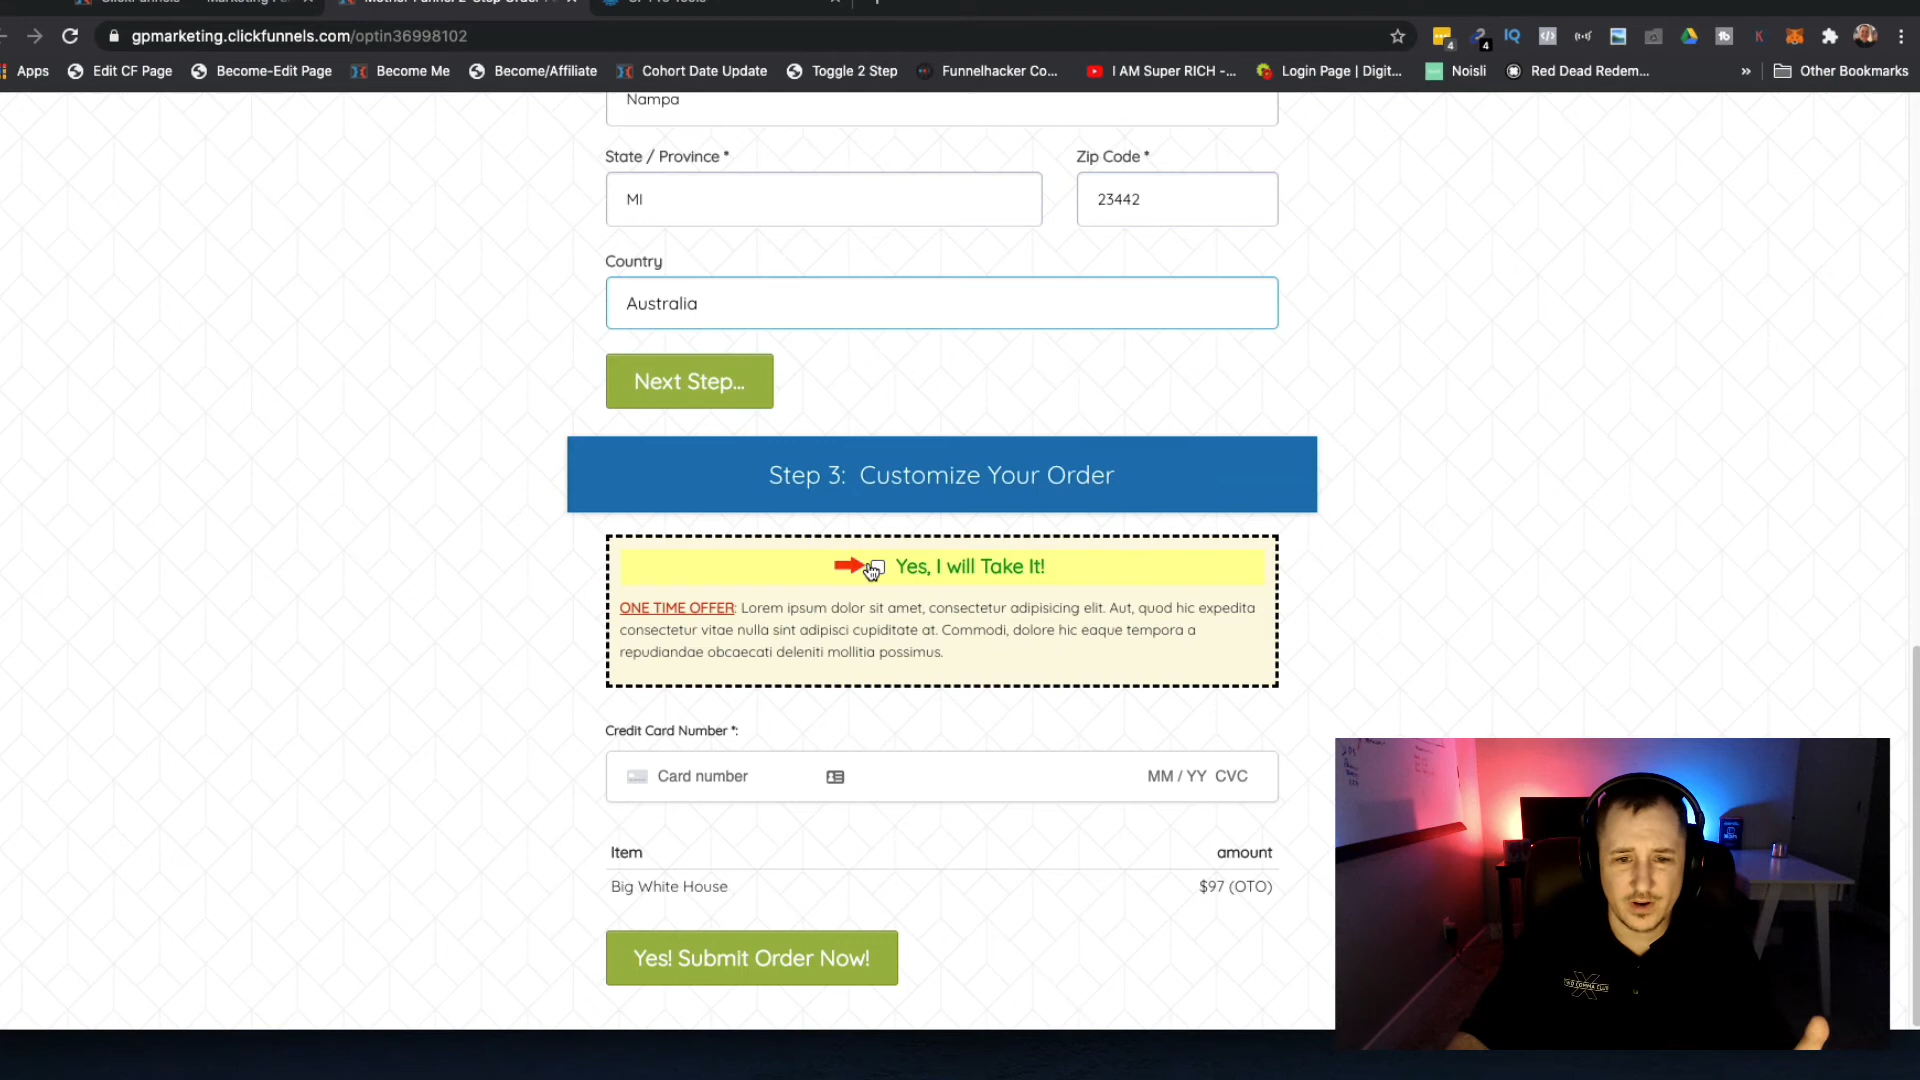 gpmarketing.clickfunnels.com/optin36998102
4
4
IQ
Apps
Edit CF Page
Become-Edit Page
Become Me
Become/Affiliate
Cohort Date Update
Toggle 2 Step
Funnelhacker Co...
I AM Super RICH -...
Login Page | Digit...
Noisli
Red Dead Redem...
»
Other Bookmarks
Nampa
State / Province *
Zip Code *
MI
23442
Country
Australia
Next Step...
Step 3: Customize Your Order
Yes, I will Take It!
ONE TIME OFFER: Lorem ipsum dolor sit amet, consectetur adipisicing elit. Aut, quod hic expedita
consectetur vitae nulla sint adipisci cupiditate at. Commodi, dolore hic eaque tempora a
repudiandae obcaecati deleniti mollitia possimus.
Credit Card Number *:
Card number
MM / YY CVC
Item
amount
Big White House
$97 (OTO)
Yes! Submit Order Now!